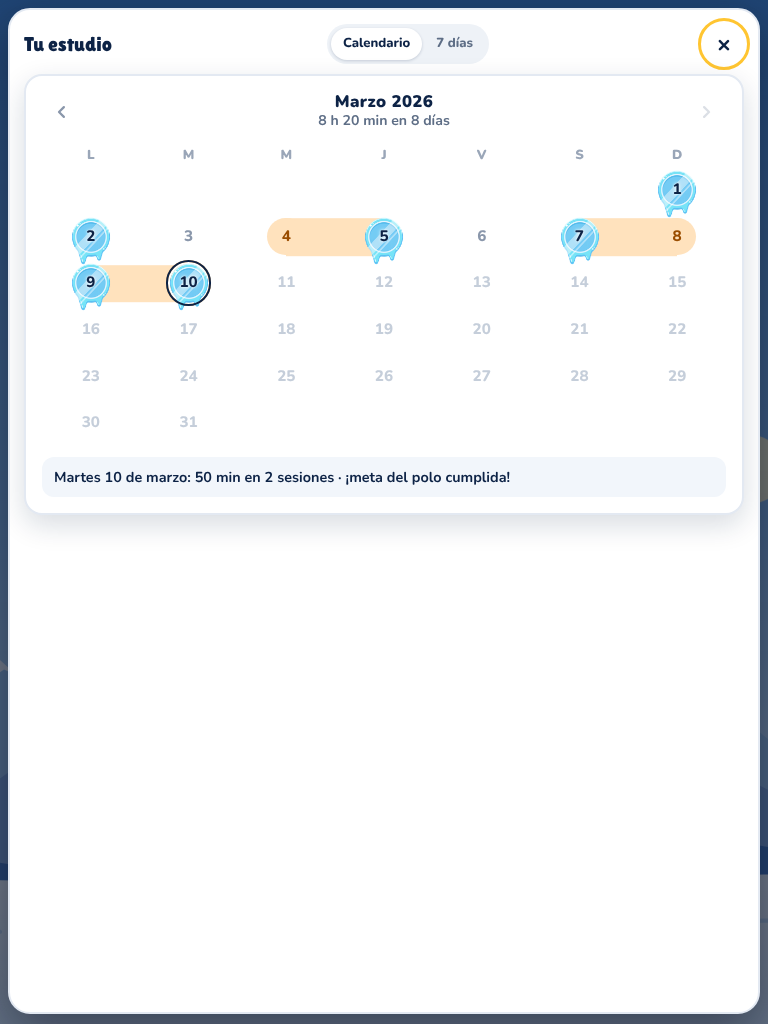 Tu estudio
Calendario 7 días
Marzo 2026
8 h 20 min en 8 días
L M M J V S D
1
2 3 4 5 6 7 8
9 10 11 12 13 14 15
16 17 18 19 20 21 22
23 24 25 26 27 28 29
30 31
Martes 10 de marzo: 50 min en 2 sesiones · ¡meta del polo cumplida!